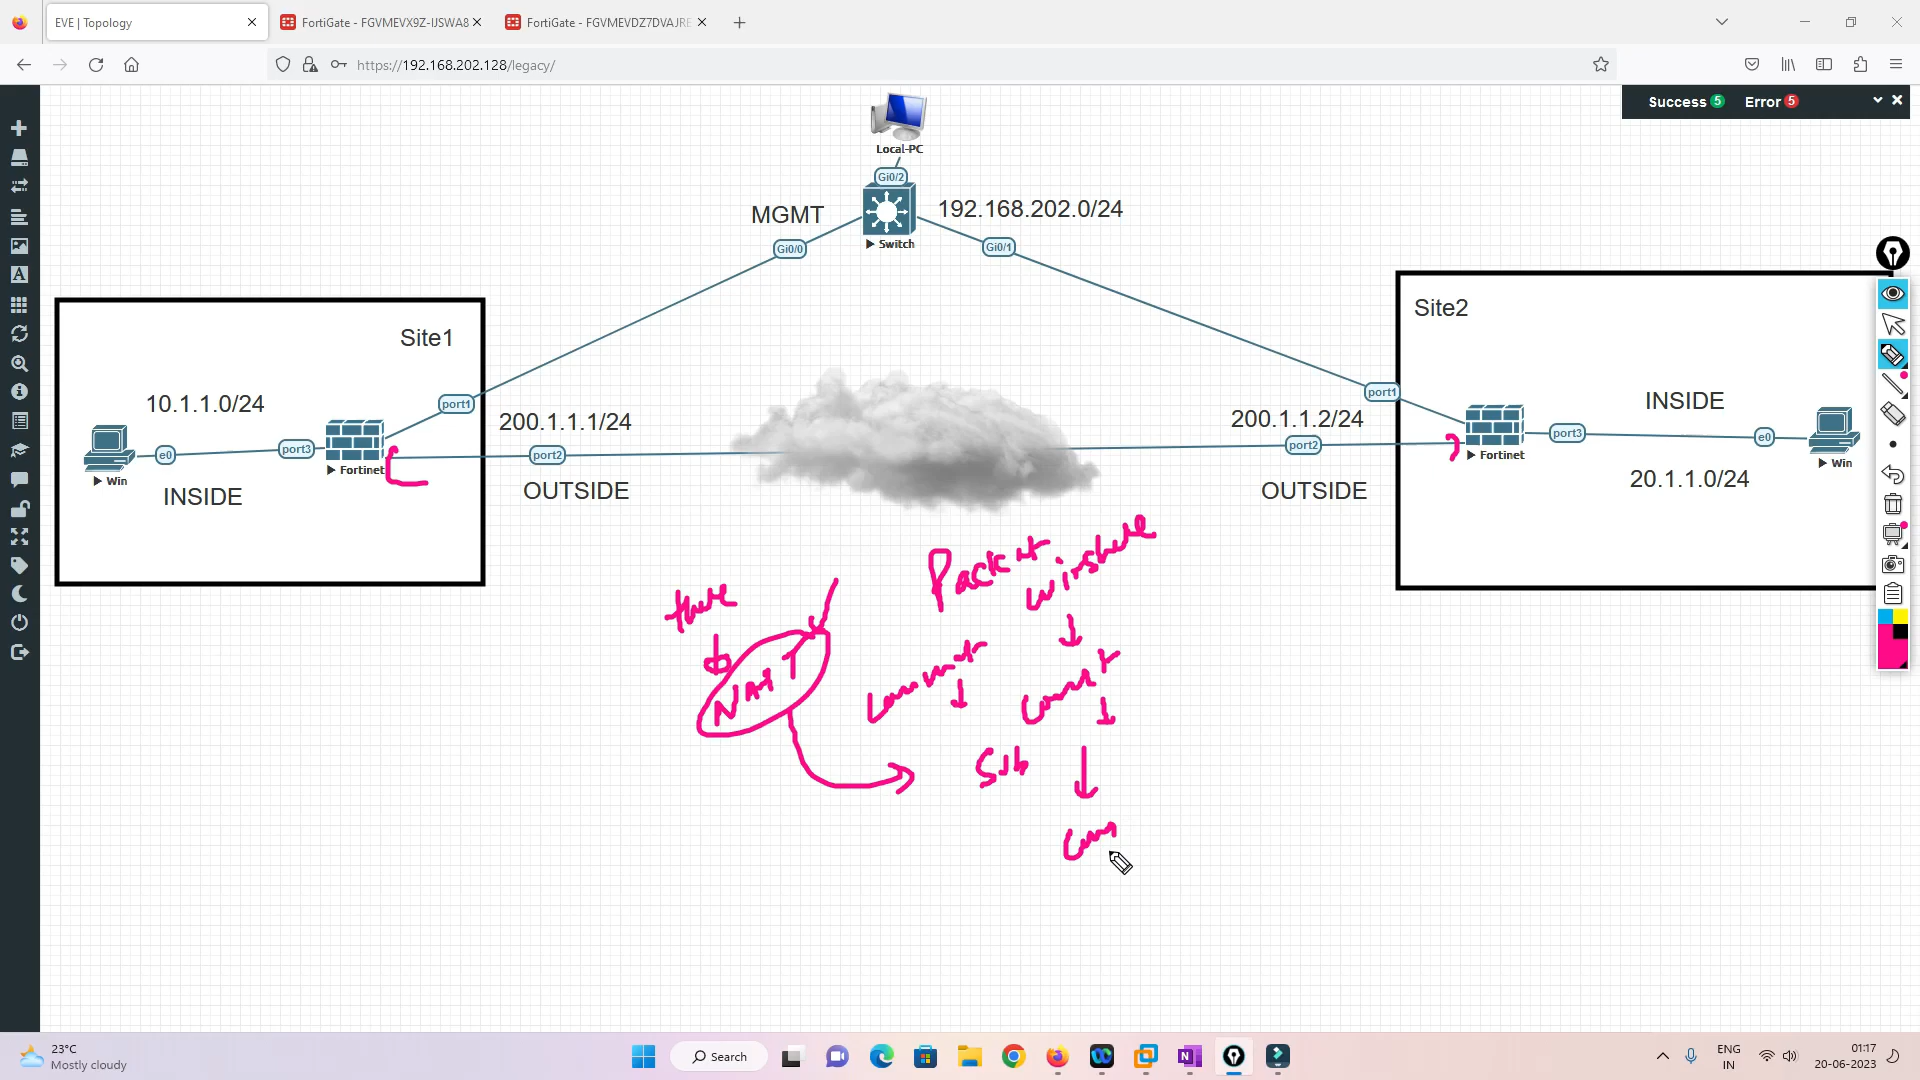 EVE | Topology
FortiGate - FGVMEVX9Z-IJSWA8
FortiGate - FGVMEVDZ7DVAJRE
https://192.168.202.128/legacy/
Success 5 Error 5
Local-PC
Gi0/2
MGMT
192.168.202.0/24
Gi0/0
Switch
Gi0/1
Site1
10.1.1.0/24
port1
200.1.1.1/24
e0
port3
Fortinet
port2
Win
INSIDE
OUTSIDE
Site2
port1
INSIDE
200.1.1.2/24
port2
Fortinet
port3
e0
Win
OUTSIDE
20.1.1.0/24
Packet
23°C
Mostly cloudy
Search
ENG
IN
01:17
20-06-2023